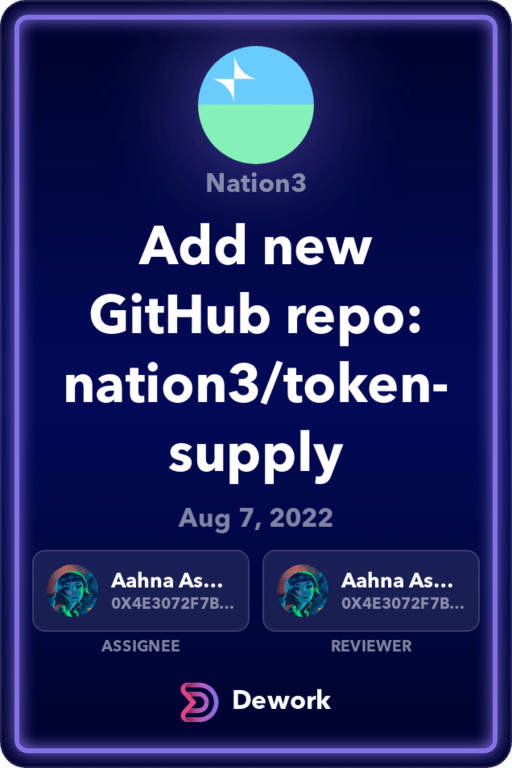 Nation3
Add new
GitHub repo:
nation3/token-
supply
Aug 7, 2022
Aahna As... Aahna As...
0X4E3072F7B... 0X4E3072F7B...
ASSIGNEE REVIEWER
Dework